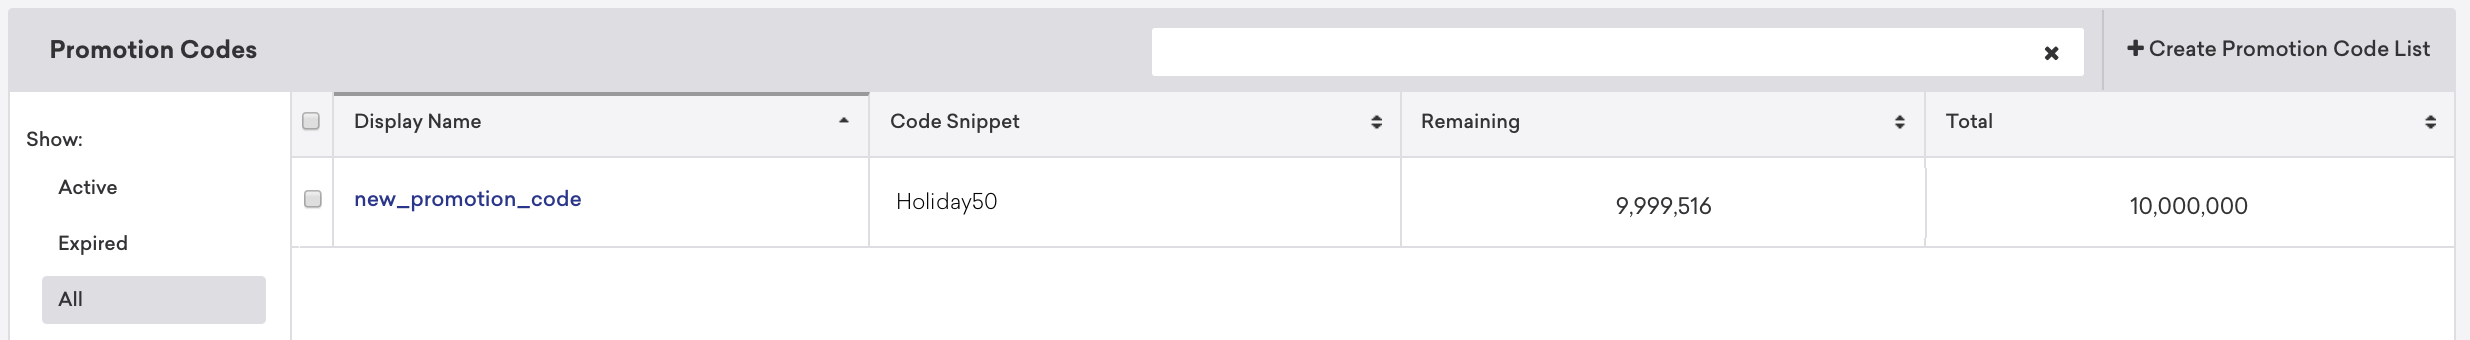 Promotion Codes
Create Promotion Code List
Show:
Active
Expired
All
Display Name
Code Snippet
Remaining
Total
new_promotion_code
Holiday50
9,999,516
10,000,000